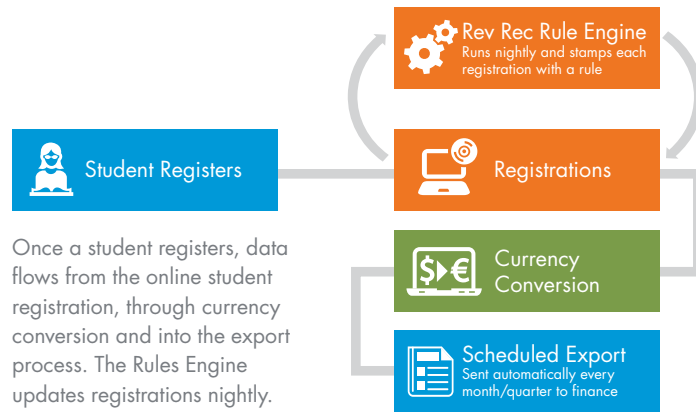 Rev Rec Rule Engine
Runs nightly and stamps each
registration with a rule
Student Registers
Registrations
Once a student registers, data
flows from the online student
registration, through currency
conversion and into the export
process. The Rules Engine
updates registrations nightly.
$ €
Currency
Conversion
Scheduled Export
Sent automatically every
month/quarter to finance